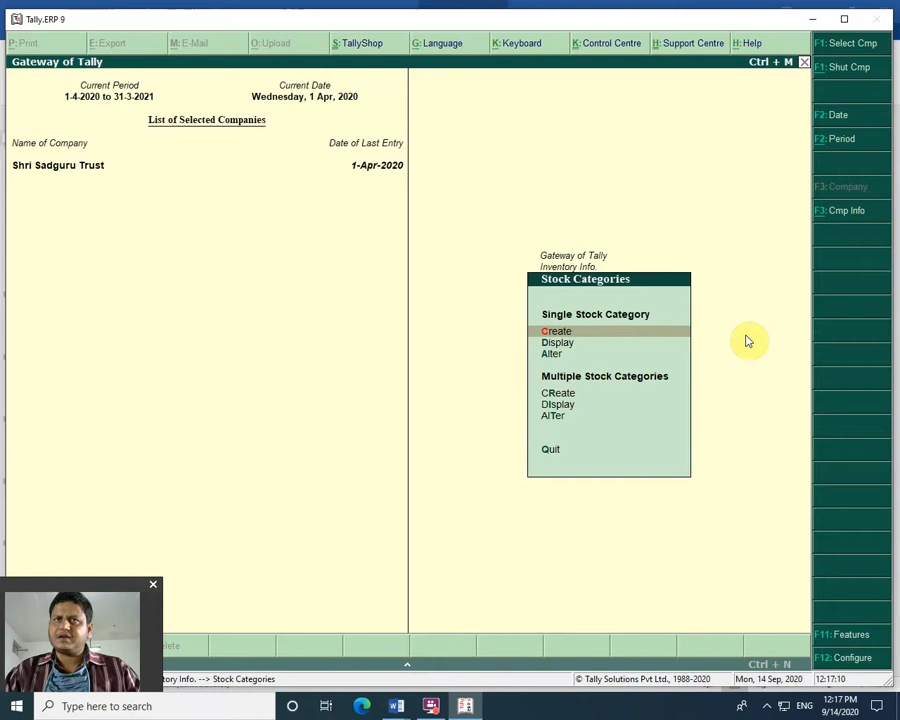 Tally.ERP 9
P: Print E: Export M: E-Mail O: Upload S: TallyShop G: Language K: Keyboard K: Control Centre H: Support Centre H: Help
Gateway of Tally Ctrl + M
Current Period Current Date
1-4-2020 to 31-3-2021 Wednesday, 1 Apr, 2020
List of Selected Companies
Name of Company Date of Last Entry
Shri Sadguru Trust 1-Apr-2020
Gateway of Tally
Inventory Info.
Stock Categories
Single Stock Category
Create
Display
Alter
Multiple Stock Categories
CReate
DIsplay
AlTer
Quit
F1: Select Cmp
F1: Shut Cmp
F2: Date
F2: Period
F3: Company
F3: Cmp Info
F11: Features
F12: Configure
elete
Ctrl + N
tory Info. --> Stock Categories © Tally Solutions Pvt Ltd., 1988-2020 Mon, 14 Sep, 2020 12:17:10
Type here to search
ENG
12:17 PM
9/14/2020